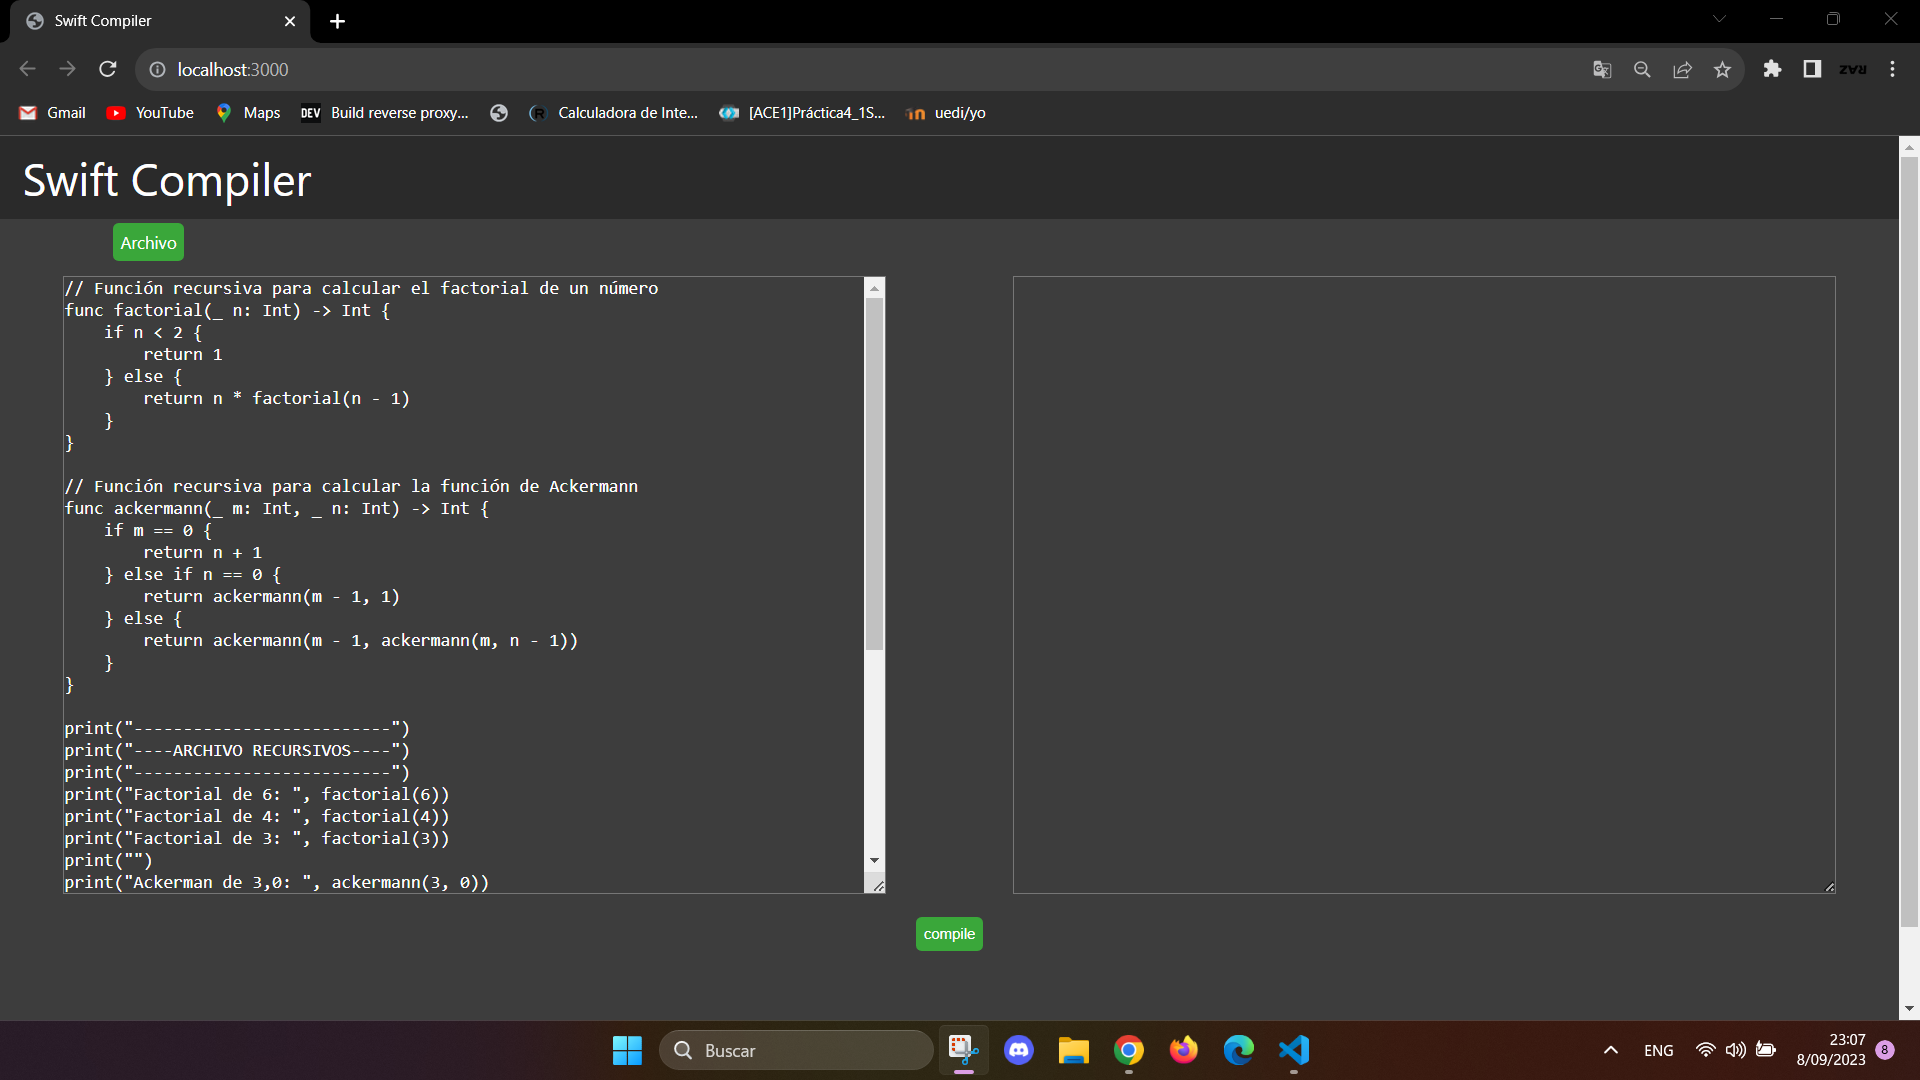 Swift Compiler
localhost:3000
Gmail YouTube Maps DEV Build reverse proxy... R Calculadora de Inte... [ACE1]Práctica4_1S... uedi/yo
Swift Compiler
Archivo
// Función recursiva para calcular el factorial de un número
func factorial(_ n: Int) -> Int {
    if n < 2 {
        return 1
    } else {
        return n * factorial(n - 1)
    }
}
// Función recursiva para calcular la función de Ackermann
func ackermann(_ m: Int, _ n: Int) -> Int {
    if m == 0 {
        return n + 1
    } else if n == 0 {
        return ackermann(m - 1, 1)
    } else {
        return ackermann(m - 1, ackermann(m, n - 1))
    }
}
print("--------------------------")
print("----ARCHIVO RECURSIVOS----")
print("--------------------------")
print("Factorial de 6: ", factorial(6))
print("Factorial de 4: ", factorial(4))
print("Factorial de 3: ", factorial(3))
print("")
print("Ackerman de 3,0: ", ackermann(3, 0))
compile
Buscar
ENG
23:07
8/09/2023
8